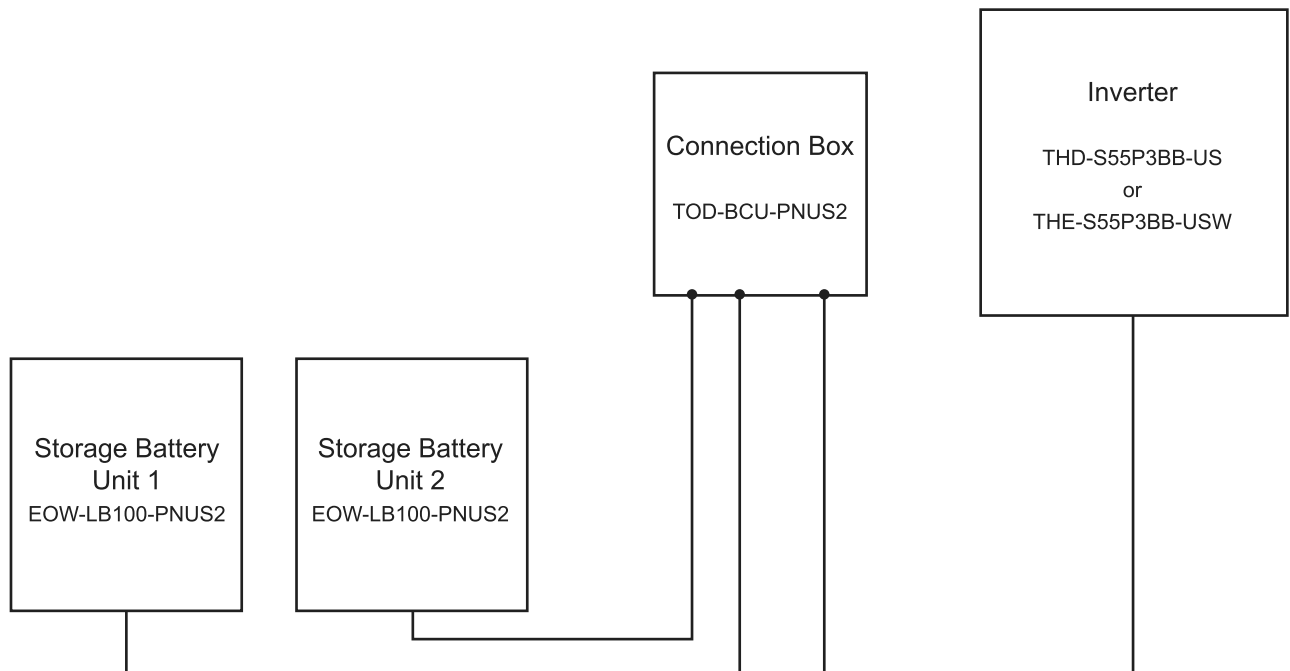 Inverter
THD-S55P3BB-US
or
THE-S55P3BB-USW
Connection Box
TOD-BCU-PNUS2
Storage Battery
Unit 1
EOW-LB100-PNUS2
Storage Battery
Unit 2
EOW-LB100-PNUS2